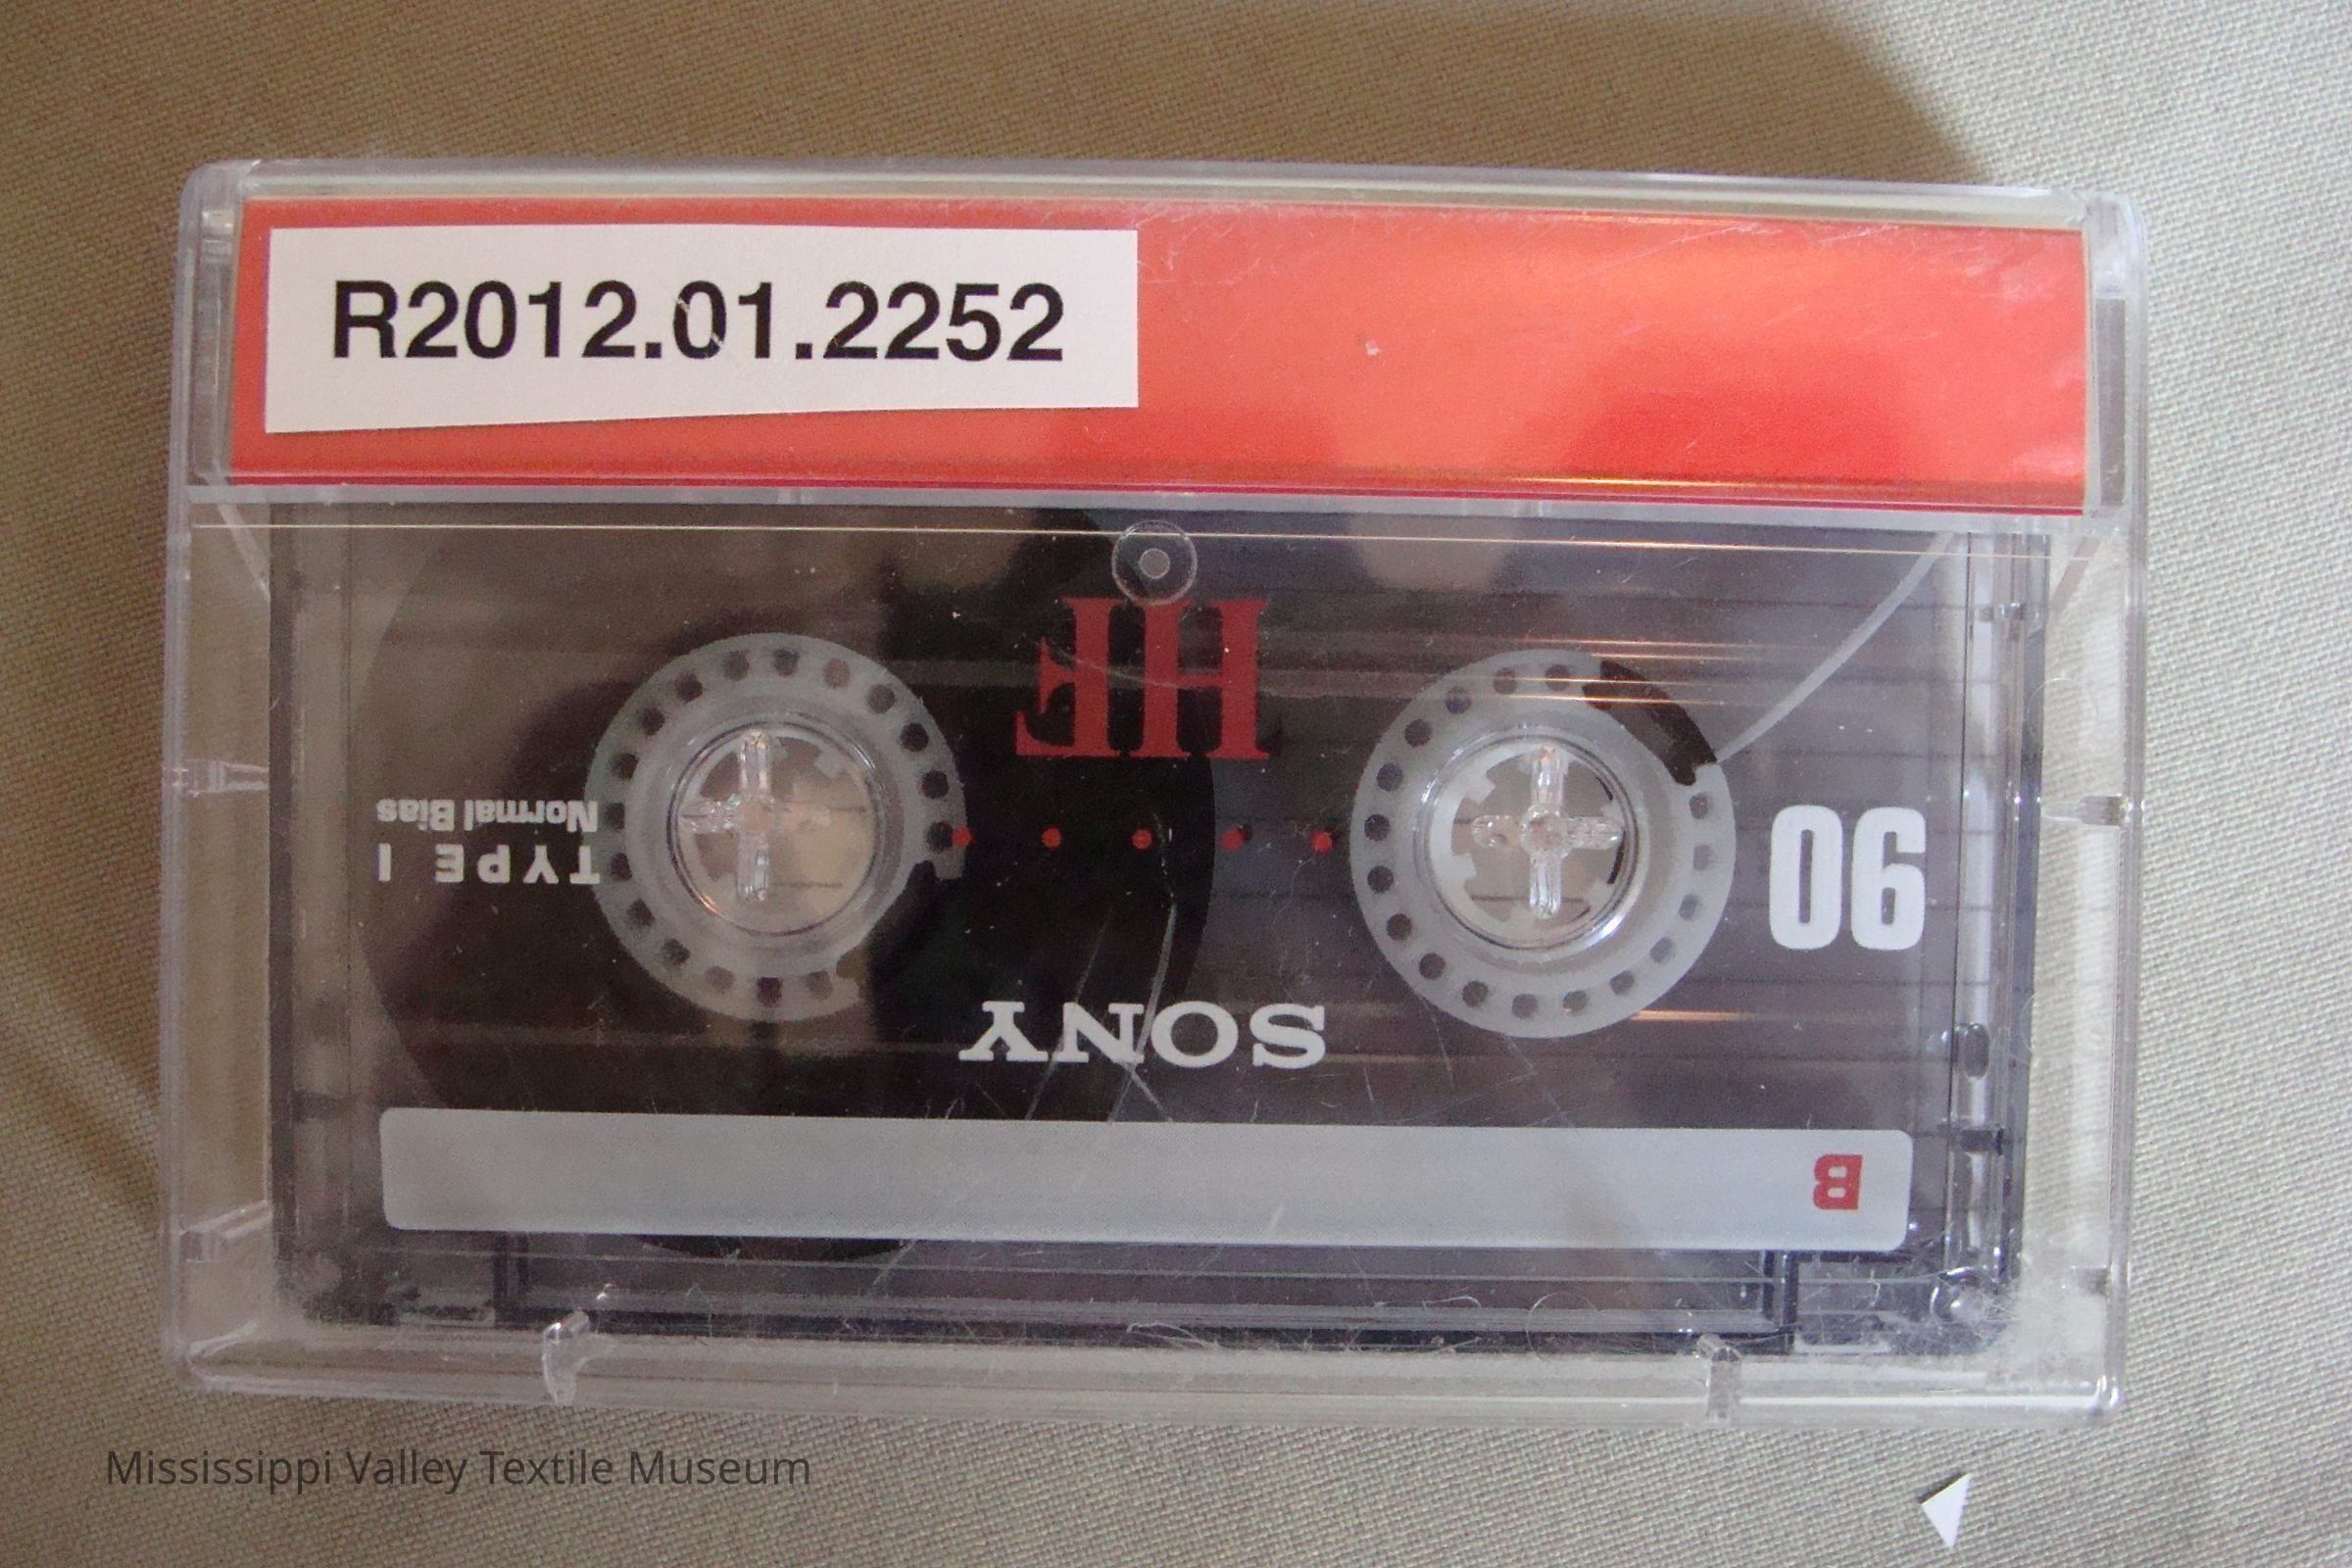 R2012.01.2252
HF
Normal Bias
TYPE I
90
SONY
B
Mississippi Valley Textile Museum